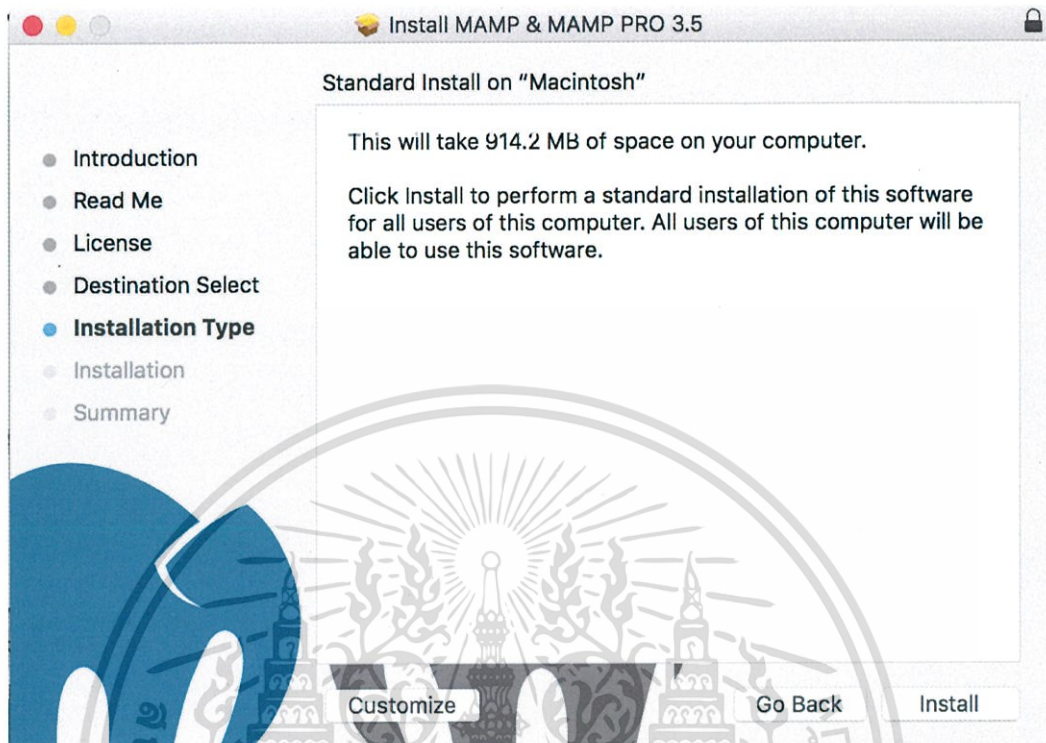 Install MAMP & MAMP PRO 3.5
Standard Install on “Macintosh”
This will take 914.2 MB of space on your computer.
Click Install to perform a standard installation of this software
for all users of this computer. All users of this computer will be
able to use this software.
Introduction
Read Me
License
Destination Select
Installation Type
Installation
Summary
Customize
Go Back
Install